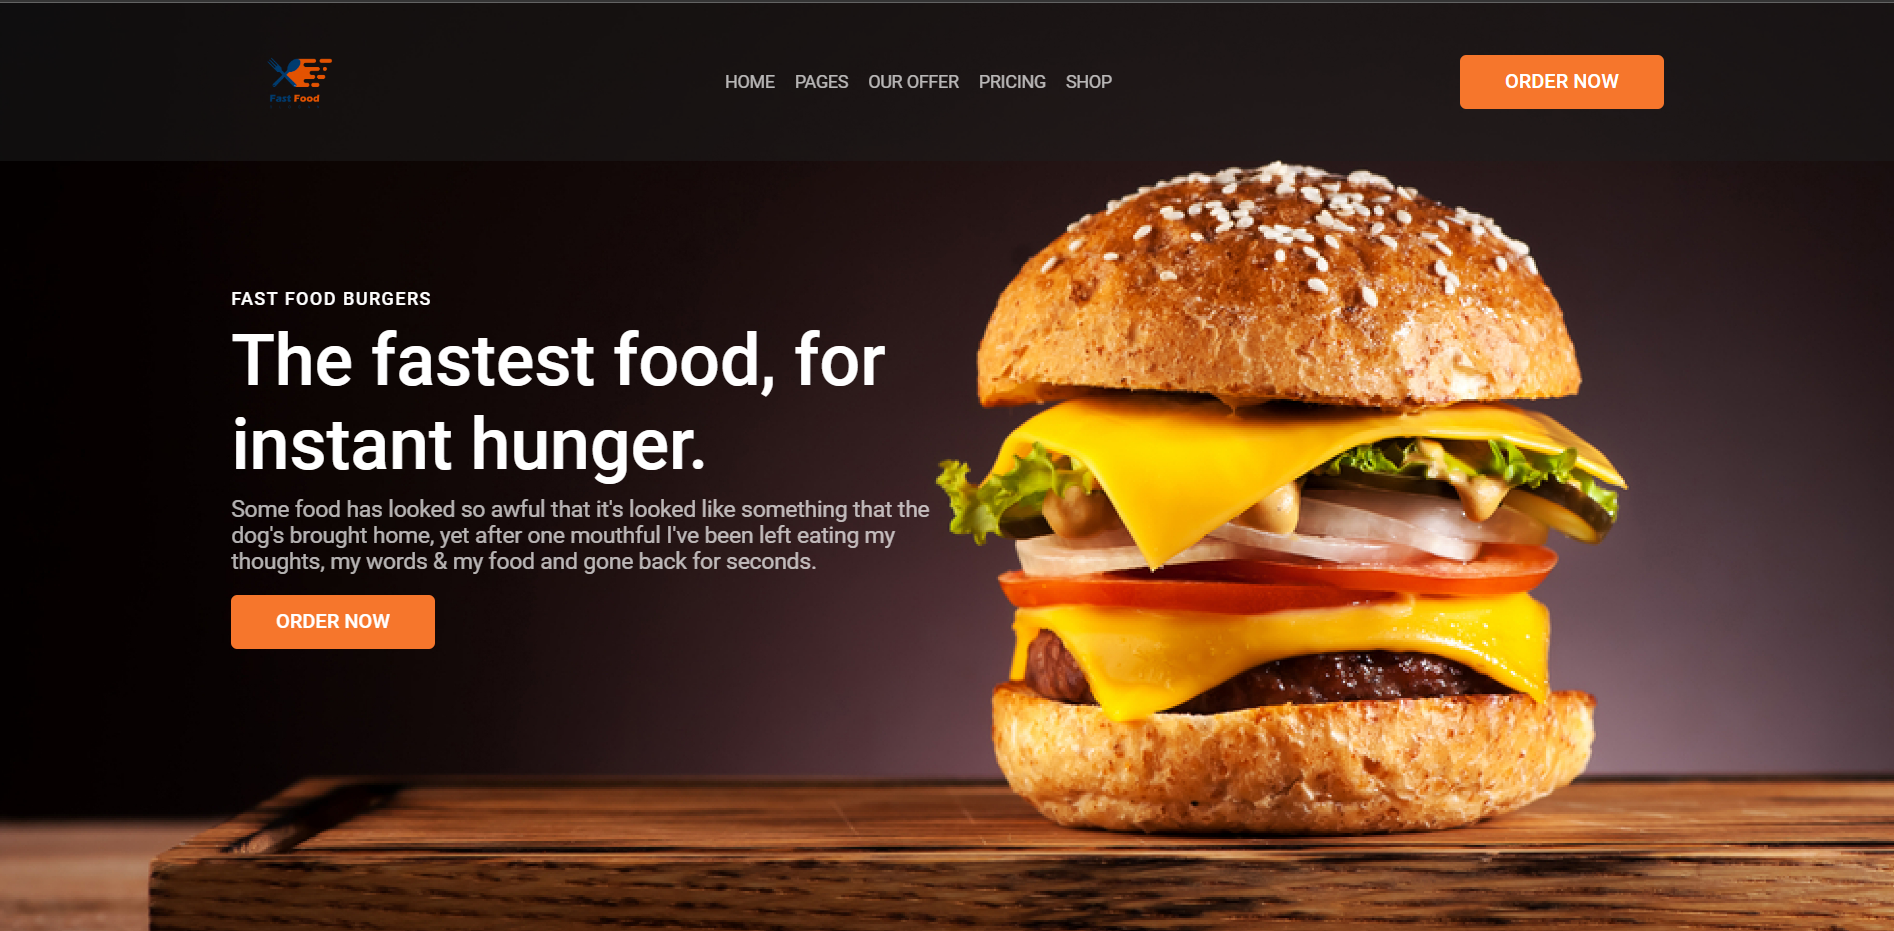 Fast Food
HOME PAGES OUR OFFER PRICING SHOP
ORDER NOW
FAST FOOD BURGERS
The fastest food, for
instant hunger.
Some food has looked so awful that it's looked like something that the
dog's brought home, yet after one mouthful I've been left eating my
thoughts, my words & my food and gone back for seconds.
ORDER NOW